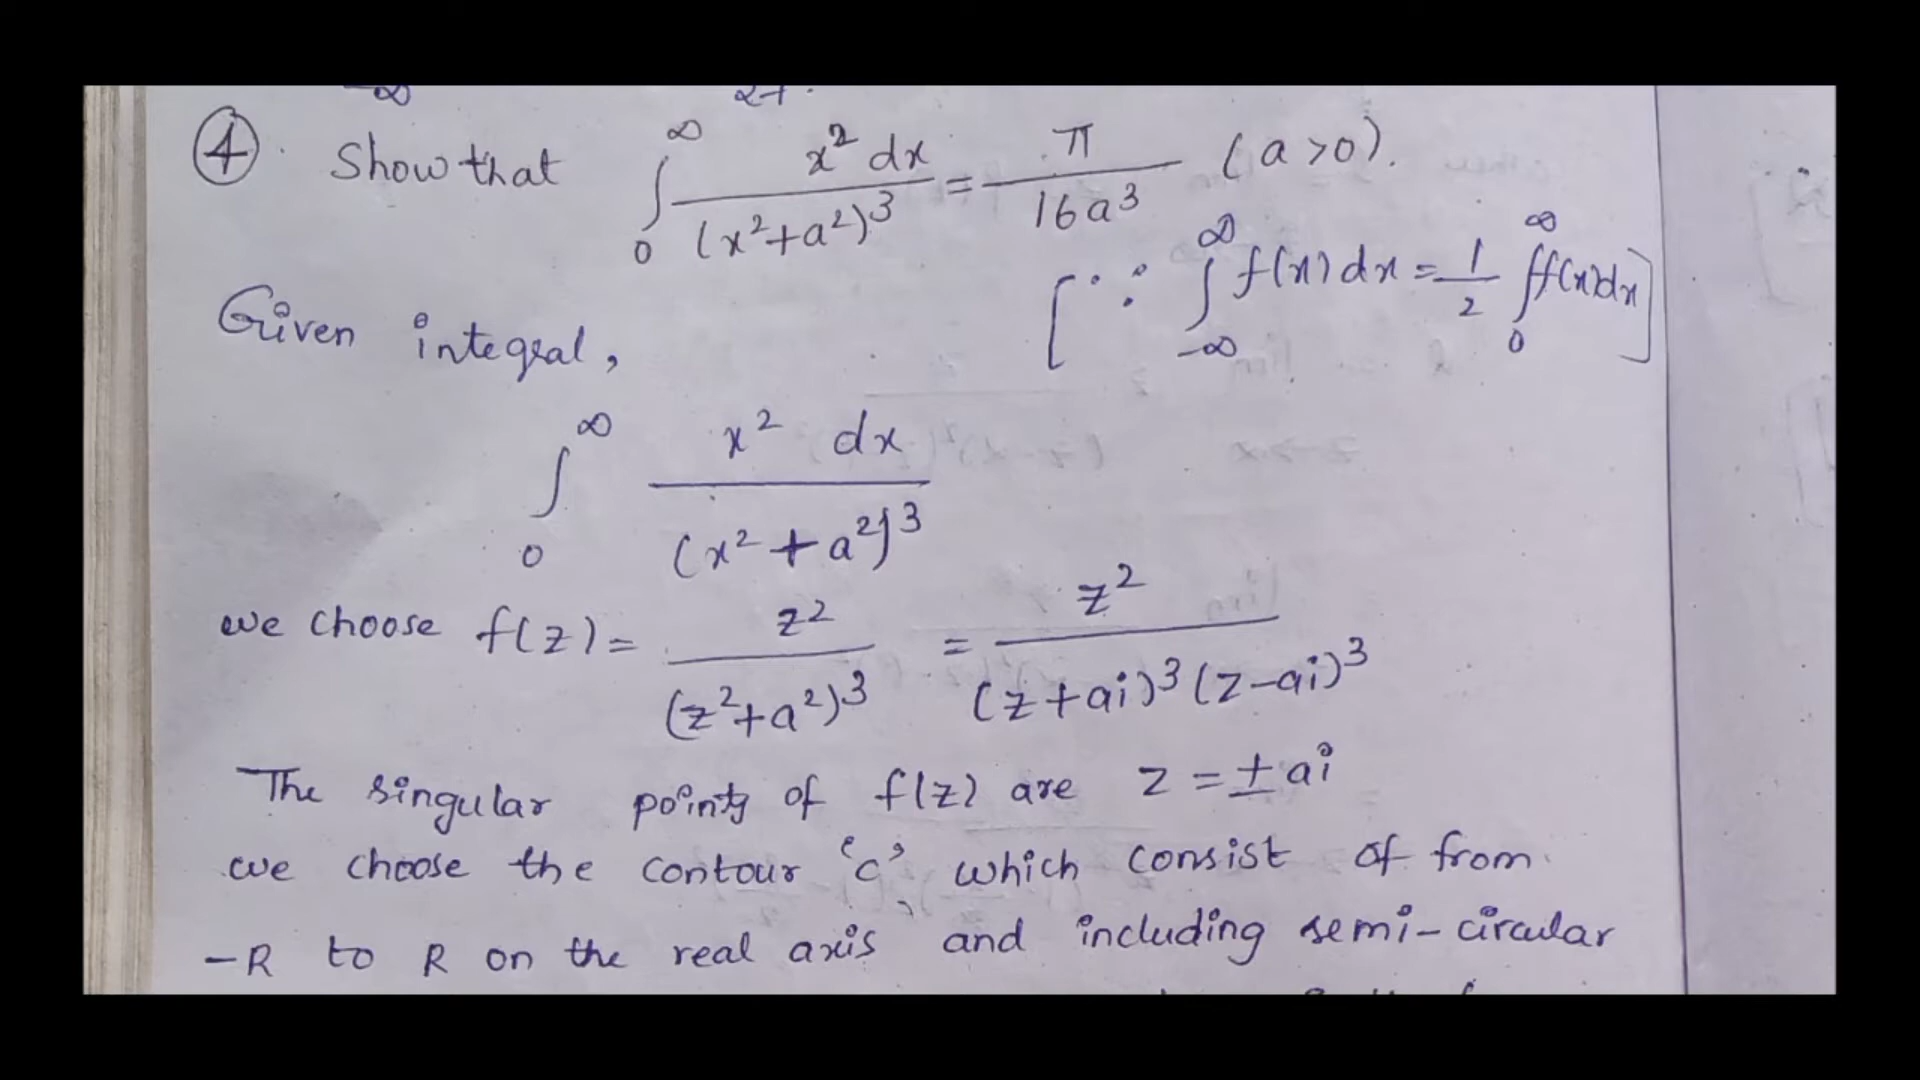 ④. Show that ∫₀^∞ x² dx / (x²+a²)³ = π / 16a³ (a>0).
[∵ ∫_{-∞}^∞ f(x) dx = 1/2 ∫₀^∞ f(x) dx]
Given integral,
∫₀^∞ x² dx / (x²+a²)³
we choose f(z) = z² / (z²+a²)³ = z² / (z+ai)³ (z-ai)³
The singular points of f(z) are z = ± ai
we choose the contour 'c' which consist of from
-R to R on the real axis and including semi-circular